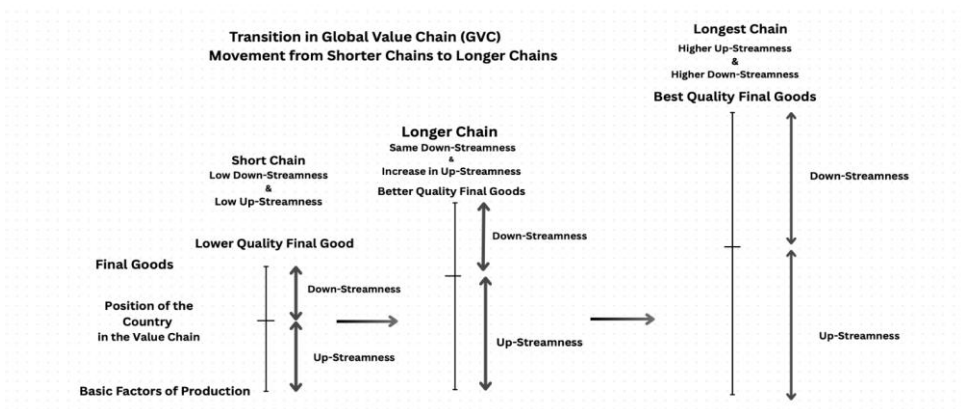 Transition in Global Value Chain (GVC)
Movement from Shorter Chains to Longer Chains
Short Chain
Low Down-Streamness
&
Low Up-Streamness
Lower Quality Final Good
Final Goods
Down-Streamness
Position of the
Country
in the Value Chain
Up-Streamness
Basic Factors of Production
Longer Chain
Same Down-Streamness
&
Increase in Up-Streamness
Better Quality Final Goods
Down-Streamness
Up-Streamness
Longest Chain
Higher Up-Streamness
&
Higher Down-Streamness
Best Quality Final Goods
Down-Streamness
Up-Streamness